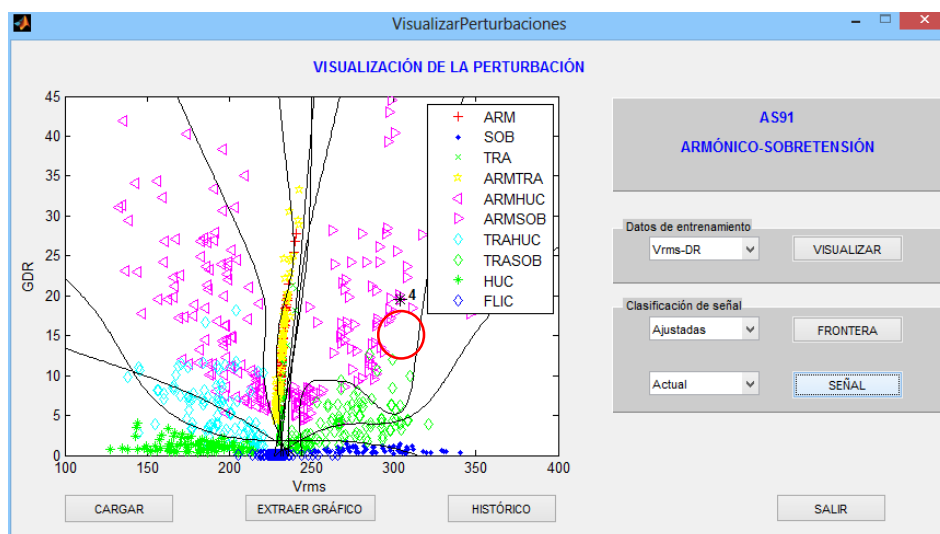 VisualizarPerturbaciones
VISUALIZACIÓN DE LA PERTURBACIÓN
45
40
35
30
25
20
15
10
5
0
GDR
100
150
200
250
300
350
400
Vrms
4
ARM
SOB
TRA
ARMTRA
ARMHUC
ARMSOB
TRAHUC
TRASOB
HUC
FLIC
AS91
ARMÓNICO-SOBRETENSIÓN
Datos de entrenamiento
Vrms-DR
VISUALIZAR
Clasificación de señal
Ajustadas
FRONTERA
Actual
SEÑAL
CARGAR
EXTRAER GRÁFICO
HISTÓRICO
SALIR